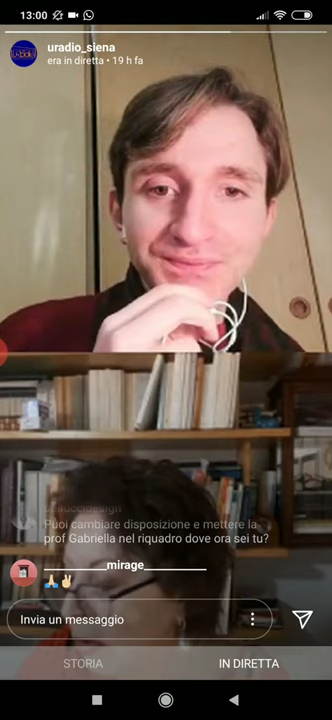 13:00
uradio_siena
era in diretta • 19 h fa
Puoi cambiare disposizione e mettere la
prof Gabriella nel riquadro dove ora sei tu?
__________mirage______________
🙏🏼✌🏼
Invia un messaggio
STORIA
IN DIRETTA